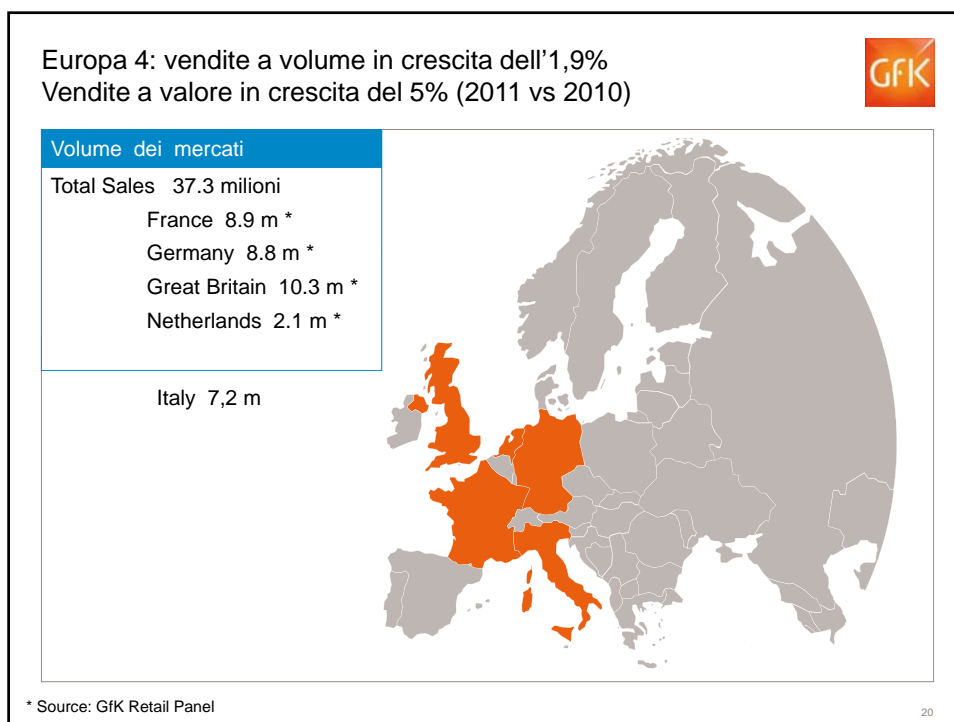 Europa 4: vendite a volume in crescita dell'1,9%
Vendite a valore in crescita del 5% (2011 vs 2010)
GfK
Volume dei mercati
Total Sales 37.3 milioni
France 8.9 m *
Germany 8.8 m *
Great Britain 10.3 m *
Netherlands 2.1 m *
Italy 7,2 m
* Source: GfK Retail Panel
20